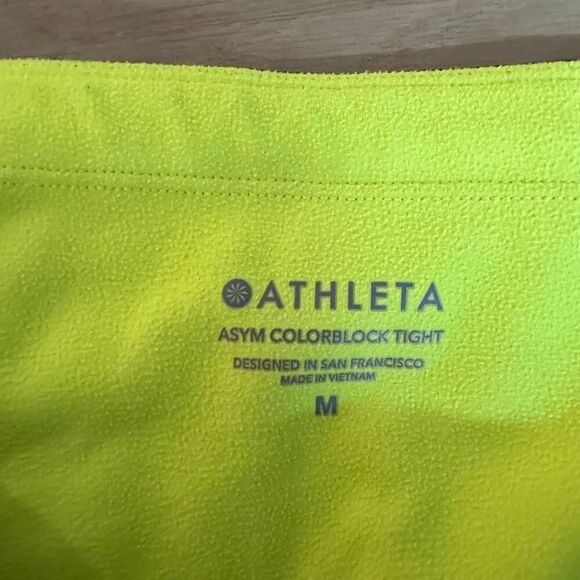 ATHLETA
ASYM COLORBLOCK TIGHT
DESIGNED IN SAN FRANCISCO
MADE IN VIETNAM
M